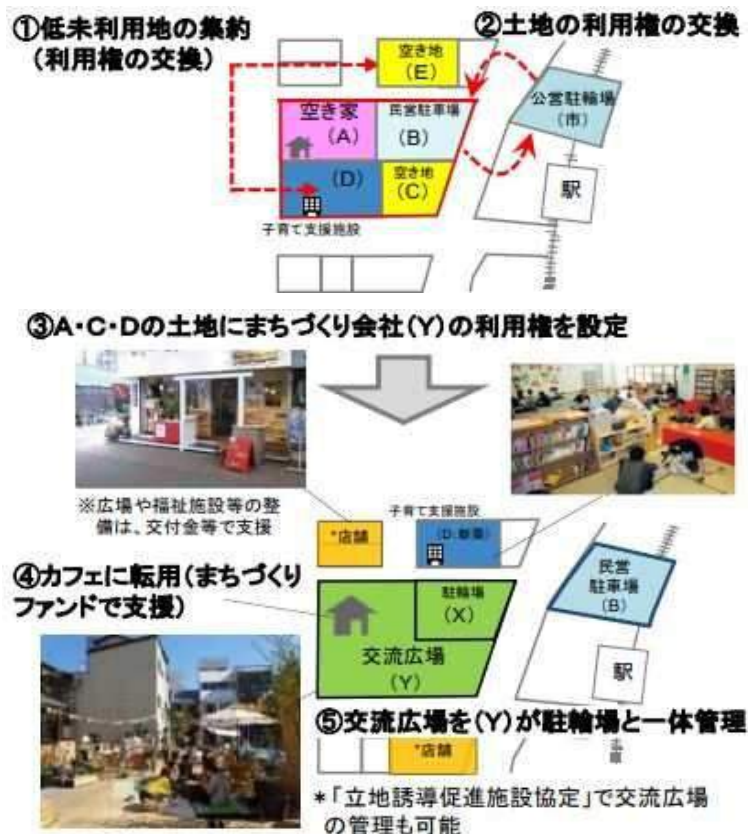 ①低未利用地の集約
(利用権の交換)
②土地の利用権の交換
空き地
(E)
公営駐輪場
(市)
空き家
(A)
民営駐車場
(B)
(D)
空き地
(C)
駅
子育て支援施設
③A・C・Dの土地にまちづくり会社(Y)の利用権を設定
※広場や福祉施設等の整
備は、交付金等で支援
子育て支援施設
*店舗
(D:新築)
④カフェに転用(まちづくり
ファンドで支援)
民営
駐車場
(B)
駐輪場
(X)
交流広場
(Y)
駅
⑤交流広場を(Y)が駐輪場と一体管理
*店舗
*「立地誘導促進施設協定」で交流広場
の管理も可能